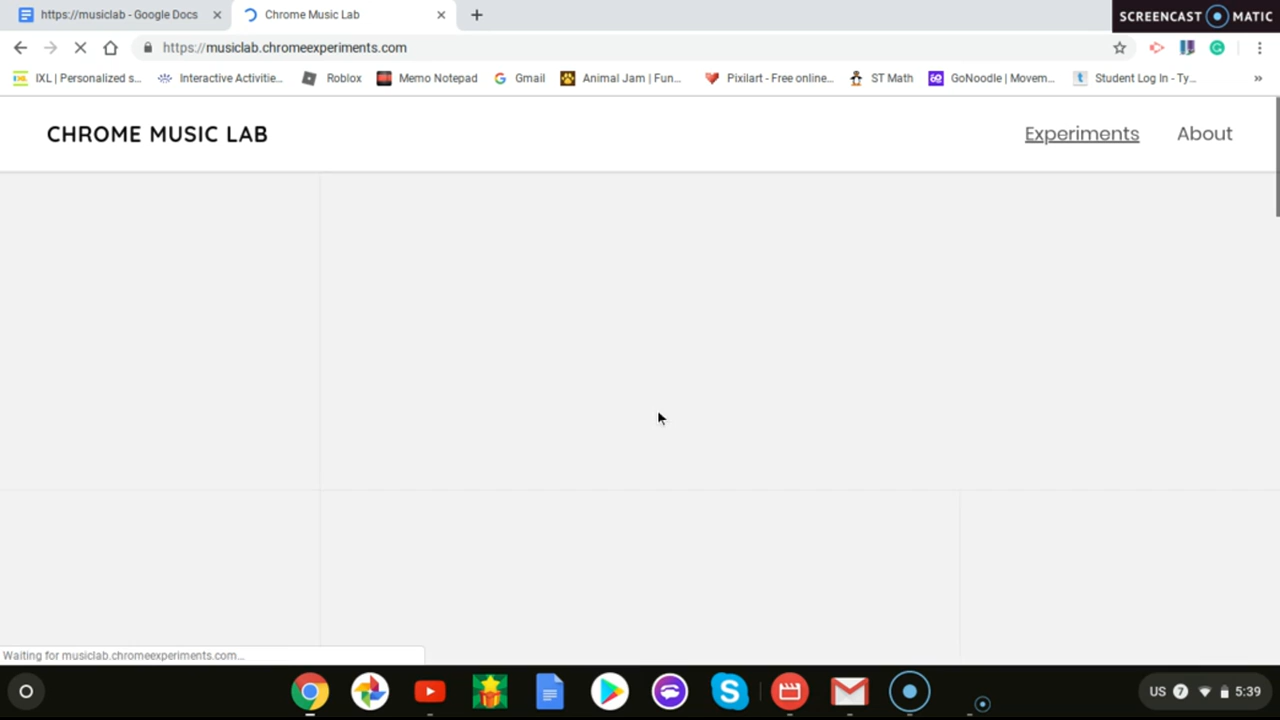 https://musiclab - Google Docs
Chrome Music Lab
SCREENCAST MATIC
https://musiclab.chromeexperiments.com
IXL | Personalized s...
Interactive Activitie...
Roblox
Memo Notepad
Gmail
Animal Jam | Fun...
Pixilart - Free online...
ST Math
GoNoodle | Movem...
Student Log In - Ty...
CHROME MUSIC LAB
Experiments
About
Waiting for musiclab.chromeexperiments.com...
US 7 5:39